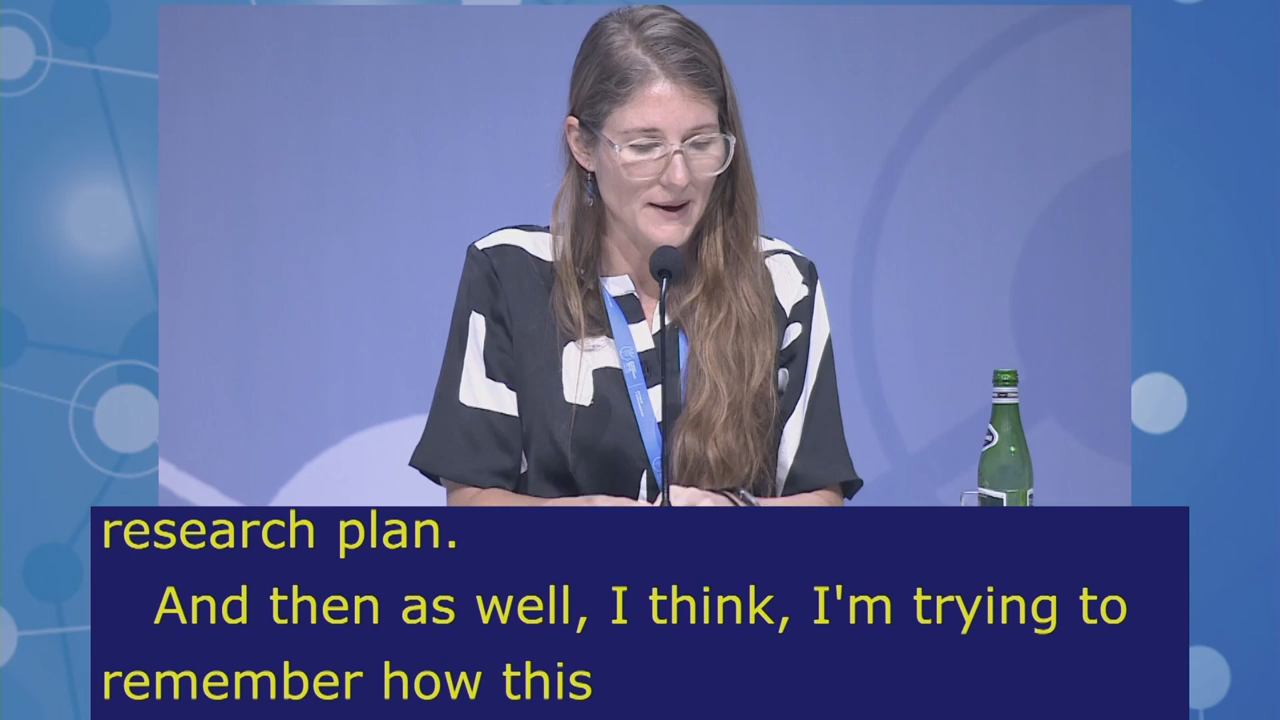 research plan.
And then as well, I think, I'm trying to
remember how this